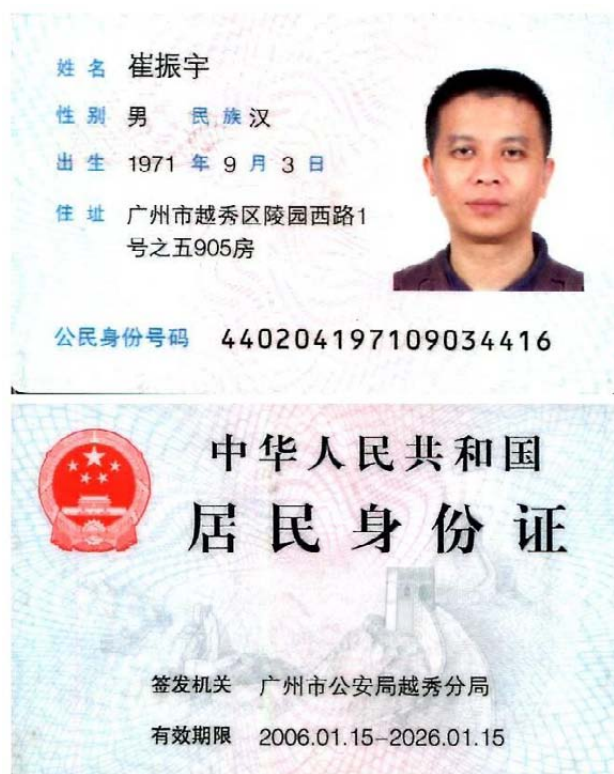 姓名 崔振宇
性别 男 民族 汉
出生 1971 年 9 月 3 日
住址 广州市越秀区陵园西路1
号之五905房
公民身份号码 440204197109034416
中华人民共和国
居民身份证
签发机关 广州市公安局越秀分局
有效期限 2006.01.15-2026.01.15